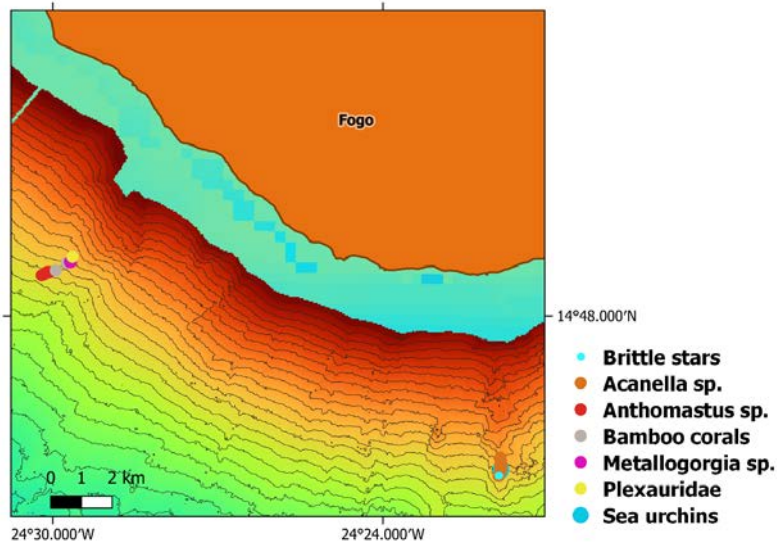 Fogo
14°48.000'N
Brittle stars
Acanella sp.
Anthomastus sp.
Bamboo corals
Metallogorgia sp.
Plexauridae
Sea urchins
0 1 2 km
24°30.000'W 24°24.000'W